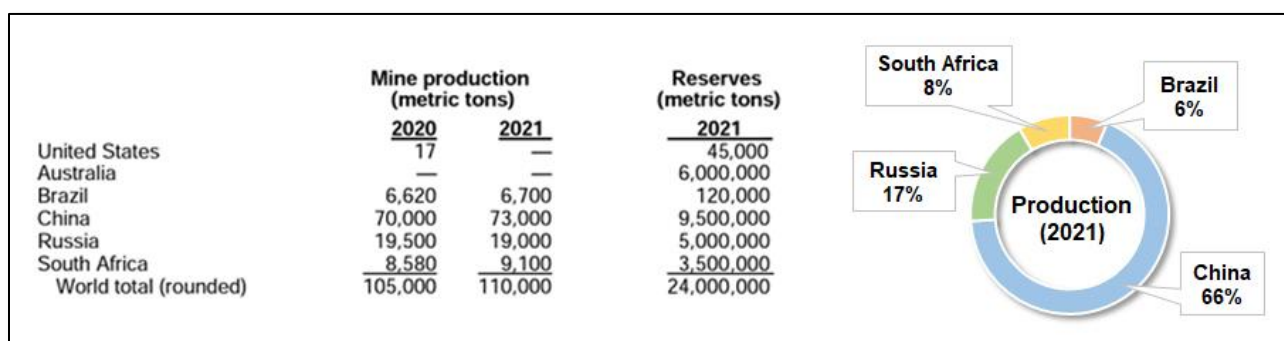 Mine production Reserves
(metric tons) (metric tons)
2020 2021 2021
United States 17 — 45,000
Australia — — 6,000,000
Brazil 6,620 6,700 120,000
China 70,000 73,000 9,500,000
Russia 19,500 19,000 5,000,000
South Africa 8,580 9,100 3,500,000
World total (rounded) 105,000 110,000 24,000,000
South Africa
8%
Brazil
6%
Russia
17%
Production
(2021)
China
66%